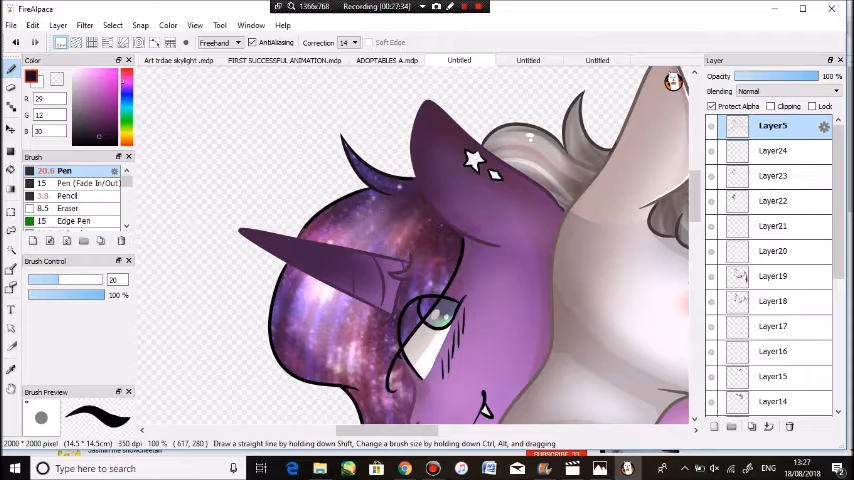 FireAlpaca
1366x768 Recording [00:27:34]
File Edit Layer Filter Select Snap Color View Tool Window Help
Freehand AntiAliasing Correction 14 Soft Edge
Color
Art trdae skylight .mdp FIRST SUCCESSFUL ANIMATION.mdp ADOPTABLES A.mdp Untitled Untitled Untitled
Layer
R 29
G 12
B 30
Opacity 100 %
Blending Normal
Protect Alpha Clipping Lock
Brush
20.6 Pen
15 Pen (Fade In/Out)
3.8 Pencil
8.5 Eraser
15 Edge Pen
Brush Control
20
100 %
Brush Preview
Layer5
Layer24
Layer23
Layer22
Layer21
Layer20
Layer19
Layer18
Layer17
Layer16
Layer15
Layer14
2000 * 2000 pixel (14.5 * 14.5cm) 350 dpi 100 % ( 617, 280 ) Draw a straight line by holding down Shift, Change a brush size by holding down Ctrl, Alt, and dragging
SUBSCRIBE 33
Type here to search
ENG
13:27
18/08/2018